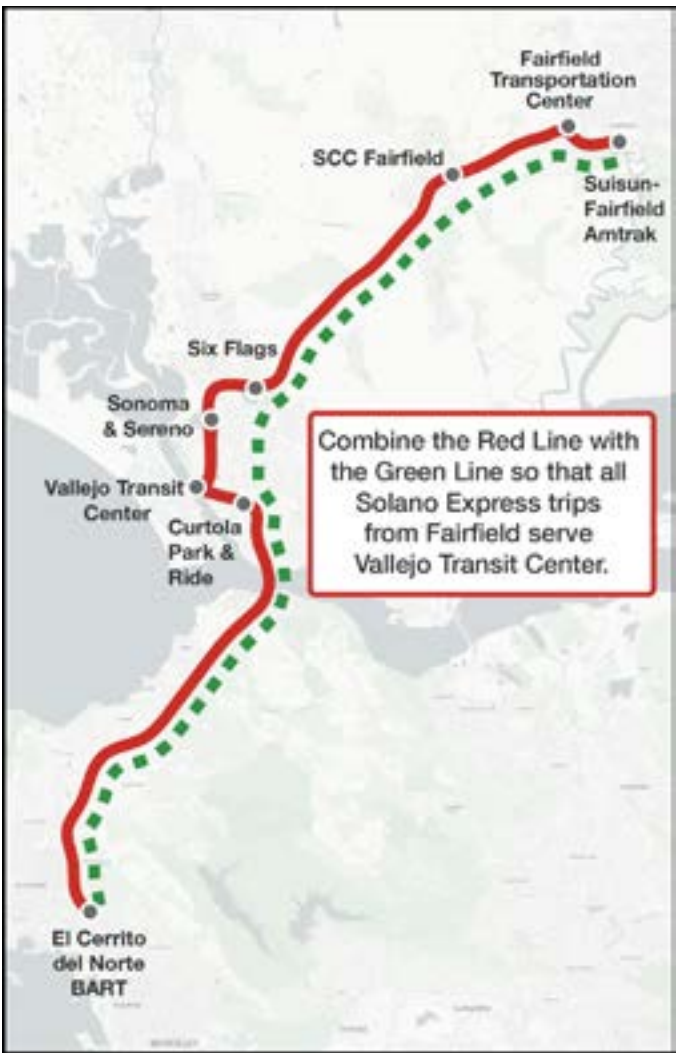 Fairfield
Transportation
Center
SCC Fairfield
Suisun-
Fairfield
Amtrak
Six Flags
Sonoma
& Sereno
Combine the Red Line with
the Green Line so that all
Solano Express trips
from Fairfield serve
Vallejo Transit Center.
Vallejo Transit
Center
Curtola
Park &
Ride
El Cerrito
del Norte
BART